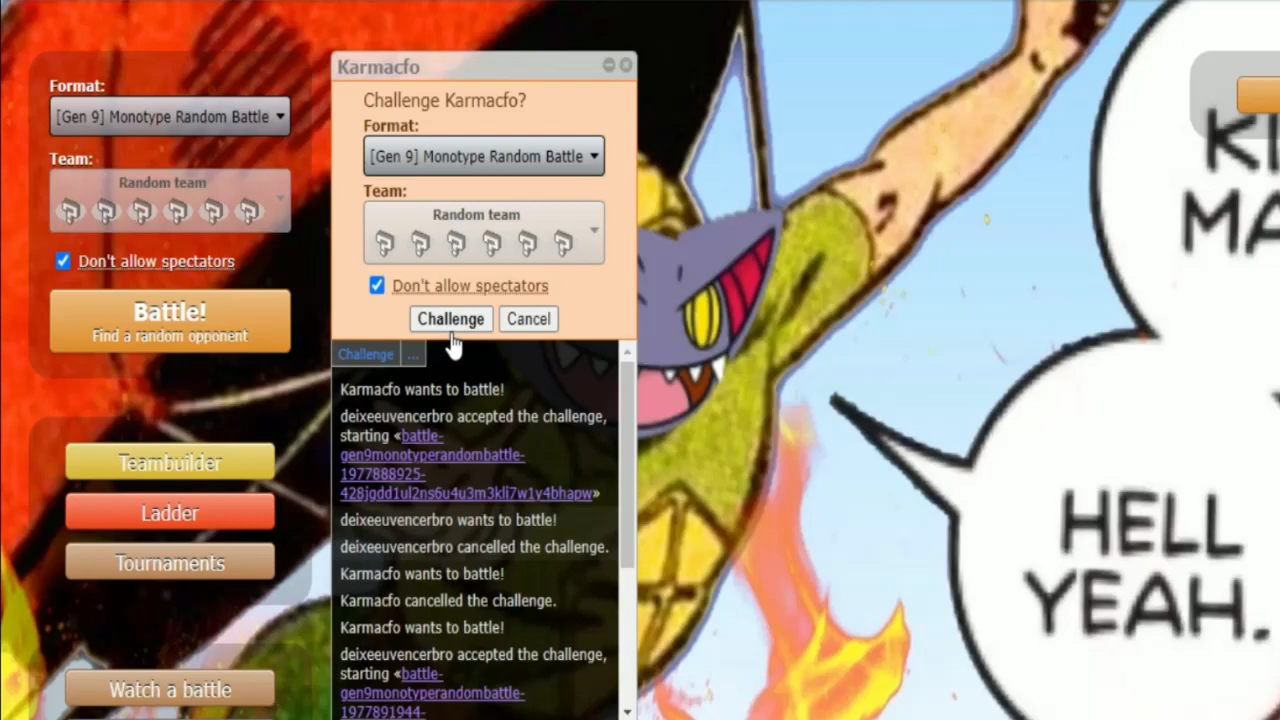 Format:
[Gen 9] Monotype Random Battle
Team:
Random team
Don't allow spectators
Battle!
Find a random opponent
Teambuilder
Ladder
Tournaments
Watch a battle
Karmacfo
Challenge Karmacfo?
Format:
[Gen 9] Monotype Random Battle
Team:
Random team
Don't allow spectators
Challenge
Cancel
Challenge
...
Karmacfo wants to battle!
deixeeuvencerbro accepted the challenge,
starting «battle-
gen9monotyperandombattle-
1977888925-
428jgdd1ul2ns6u4u3m3kli7w1y4bhapw»
deixeeuvencerbro wants to battle!
deixeeuvencerbro cancelled the challenge.
Karmacfo wants to battle!
Karmacfo cancelled the challenge.
Karmacfo wants to battle!
deixeeuvencerbro accepted the challenge,
starting «battle-
gen9monotyperandombattle-
1977891944-
HELL
YEAH.